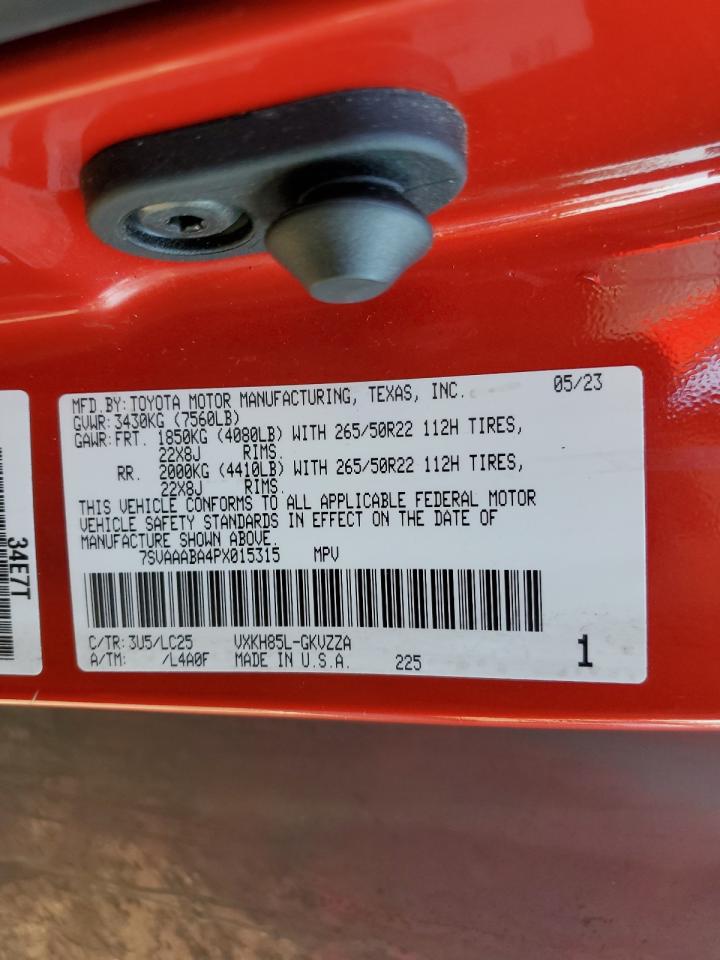 MFD.BY: TOYOTA MOTOR MANUFACTURING, TEXAS, INC. 05/23
GVWR: 3430KG (7560LB)
GAWR: FRT. 1850KG (4080LB) WITH 265/50R22 112H TIRES,
22X8J RIMS.
RR. 2000KG (4410LB) WITH 265/50R22 112H TIRES,
22X8J RIMS.
THIS VEHICLE CONFORMS TO ALL APPLICABLE FEDERAL MOTOR
VEHICLE SAFETY STANDARDS IN EFFECT ON THE DATE OF
MANUFACTURE SHOWN ABOVE.
7SVAAABA4PX015315 MPV
C/TR: 3U5/LC25 VXKH85L-GKVZZA
A/TM: /L4A0F MADE IN U.S.A. 225 1
34E7T